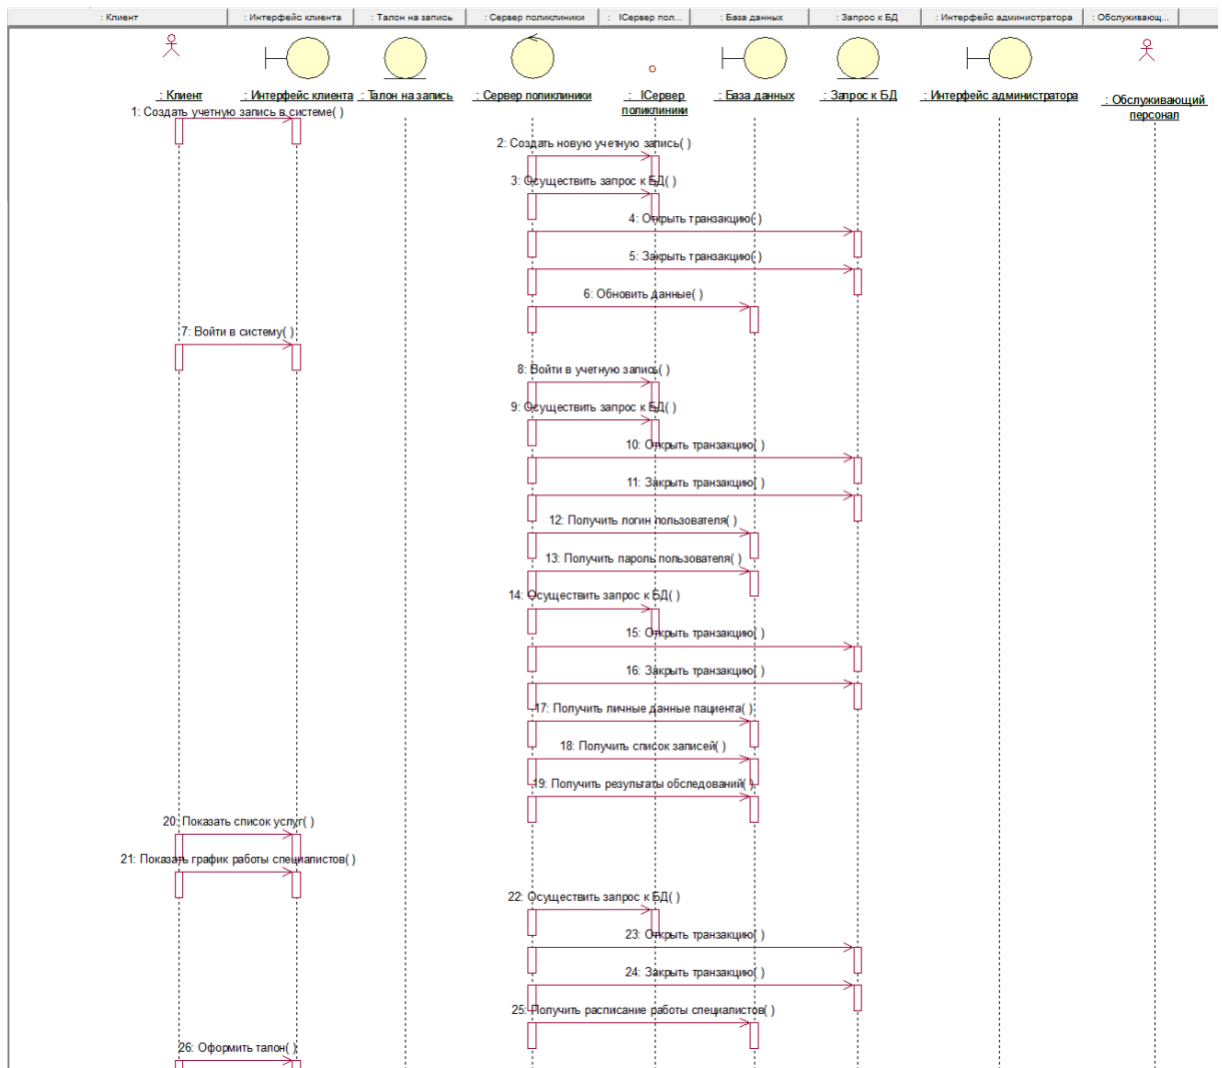 : Клиент
: Интерфейс клиента
: Талон на запись
: Сервер поликлиники
: IСервер пол...
: База данных
: Запрос к БД
: Интерфейс администратора
: Обслуживающ...
: Клиент
: Интерфейс клиента
: Талон на запись
: Сервер поликлиники
: IСервер
поликлиники
: База данных
: Запрос к БД
: Интерфейс администратора
: Обслуживающий
персонал
1: Создать учетную запись в системе( )
2: Создать новую учетную запись( )
3: Осуществить запрос к БД( )
4: Открыть транзакцию( )
5: Закрыть транзакцию( )
6: Обновить данные( )
7: Войти в систему( )
8: Войти в учетную запись( )
9: Осуществить запрос к БД( )
10: Открыть транзакцию( )
11: Закрыть транзакцию( )
12: Получить логин пользователя( )
13: Получить пароль пользователя( )
14: Осуществить запрос к БД( )
15: Открыть транзакцию( )
16: Закрыть транзакцию( )
17: Получить личные данные пациента( )
18: Получить список записей( )
19: Получить результаты обследований( )
20: Показать список услуг( )
21: Показать график работы специалистов( )
22: Осуществить запрос к БД( )
23: Открыть транзакцию( )
24: Закрыть транзакцию( )
25: Получить расписание работы специалистов( )
26: Оформить талон( )